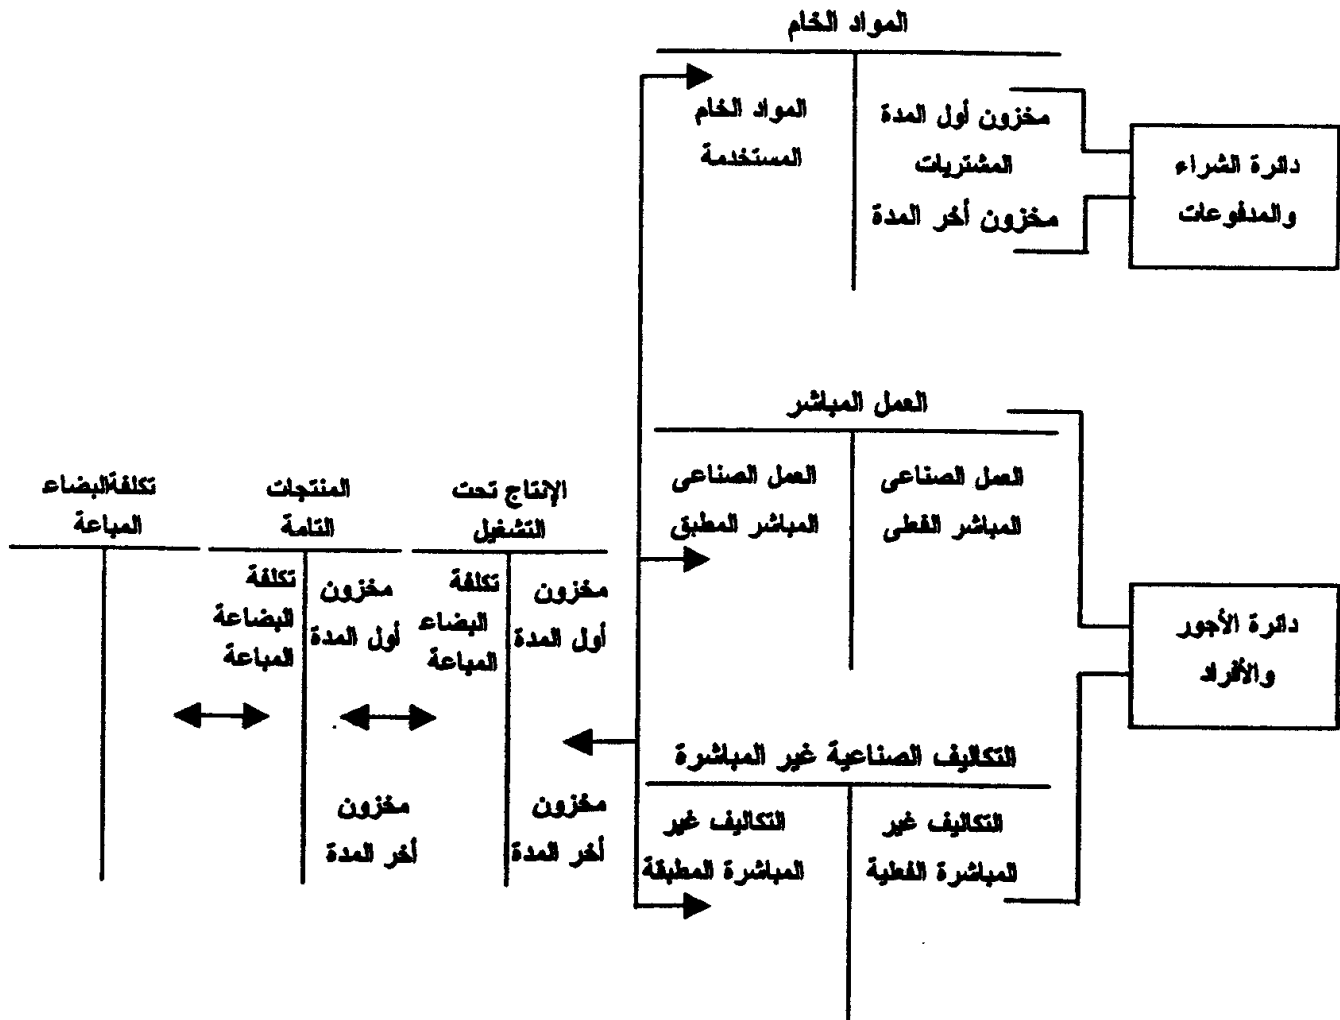 المواد الخام
مخزون أول المدة
المشتريات
مخزون أخر المدة
المواد الخام
المستخدمة
دائرة الشراء
والمدفوعات
العمل المباشر
العمل الصناعى
المباشر الفعلى
العمل الصناعى
المباشر المطبق
دائرة الأجور
والأفراد
التكاليف الصناعية غير المباشرة
التكاليف غير
المباشرة الفعلية
التكاليف غير
المباشرة المطبقة
الإنتاج تحت
التشغيل
مخزون
أول المدة
مخزون
أخر المدة
تكلفة
البضاء
المباعة
المنتجات
التامة
مخزون
أول المدة
مخزون
أخر المدة
تكلفة
البضاعة
المباعة
تكلفةالبضاء
المباعة